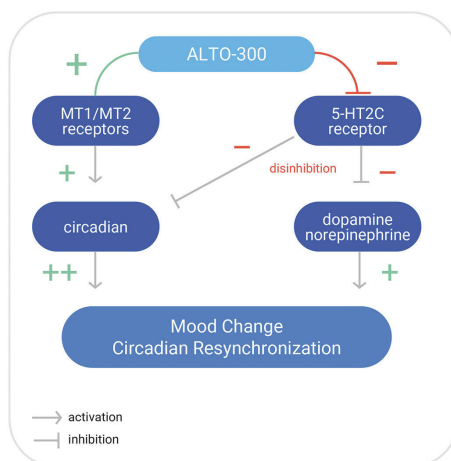 ALTO-300
+
−
MT1/MT2
receptors
5-HT2C
receptor
−
disinhibition
+
−
circadian
dopamine
norepinephrine
++
+
Mood Change
Circadian Resynchronization
activation
inhibition